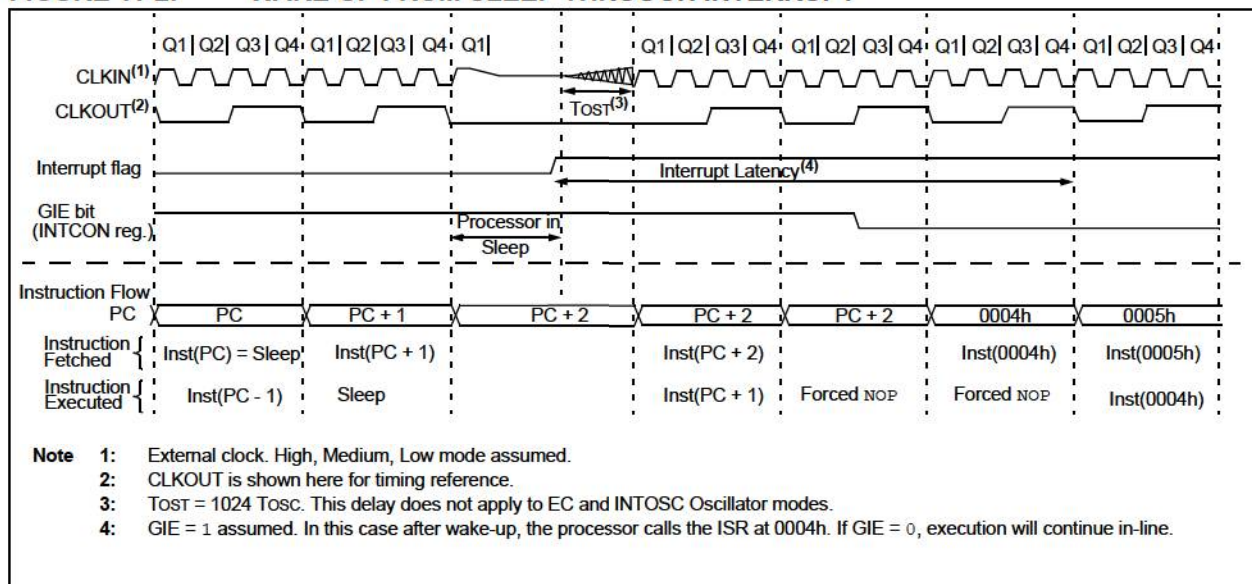 Q1| Q2| Q3| Q4 Q1| Q2| Q3| Q4 Q1| Q1| Q2| Q3| Q4 Q1| Q2| Q3| Q4 Q1| Q2| Q3| Q4 Q1| Q2| Q3| Q4
CLKIN(1)
CLKOUT(2) TOST(3)
Interrupt flag Interrupt Latency(4)
GIE bit
(INTCON reg.) Processor in
Sleep
Instruction Flow
PC PC PC + 1 PC + 2 PC + 2 PC + 2 0004h 0005h
Instruction
Fetched Inst(PC) = Sleep Inst(PC + 1) Inst(PC + 2) Inst(0004h) Inst(0005h)
Instruction
Executed Inst(PC - 1) Sleep Inst(PC + 1) Forced NOP Forced NOP Inst(0004h)
Note 1: External clock. High, Medium, Low mode assumed.
2: CLKOUT is shown here for timing reference.
3: TOST = 1024 TOSC. This delay does not apply to EC and INTOSC Oscillator modes.
4: GIE = 1 assumed. In this case after wake-up, the processor calls the ISR at 0004h. If GIE = 0, execution will continue in-line.